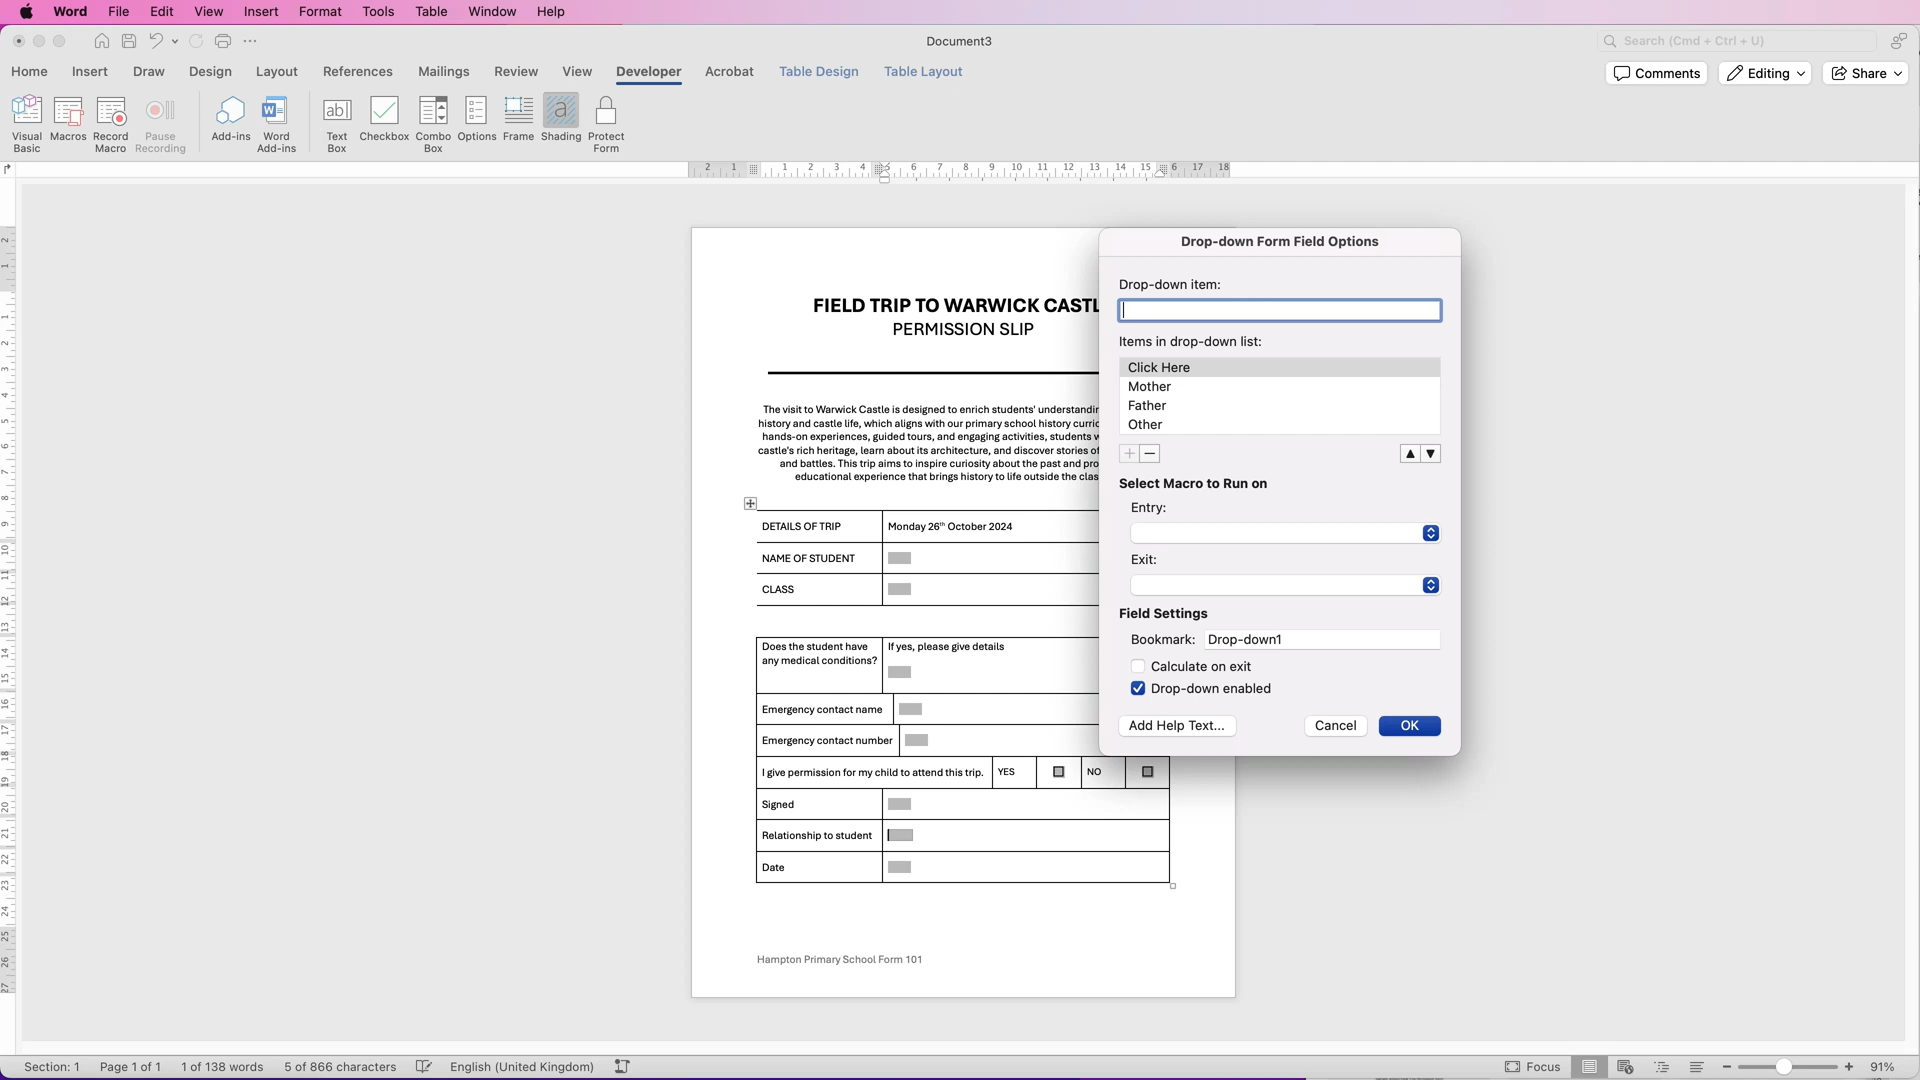 Word File Edit View Insert Format Tools Table Window Help
Document3
Search (Cmd + Ctrl + U)
Home Insert Draw Design Layout References Mailings Review View Developer Acrobat Table Design Table Layout
Comments Editing Share
Visual Basic
Macros
Record Macro
Pause Recording
Add-ins
Word Add-ins
Text Box
Checkbox
Combo Box
Options
Frame
Shading
Protect Form
FIELD TRIP TO WARWICK CASTL
PERMISSION SLIP
The visit to Warwick Castle is designed to enrich students' understandin
history and castle life, which aligns with our primary school history curric
hands-on experiences, guided tours, and engaging activities, students w
castle's rich heritage, learn about its architecture, and discover stories of
and battles. This trip aims to inspire curiosity about the past and pro
educational experience that brings history to life outside the clas
DETAILS OF TRIP Monday 26th October 2024
NAME OF STUDENT
CLASS
Does the student have If yes, please give details
any medical conditions?
Emergency contact name
Emergency contact number
I give permission for my child to attend this trip. YES NO
Signed
Relationship to student
Date
Hampton Primary School Form 101
Drop-down Form Field Options
Drop-down item:
Items in drop-down list:
Click Here
Mother
Father
Other
Select Macro to Run on
Entry:
Exit:
Field Settings
Bookmark: Drop-down1
Calculate on exit
Drop-down enabled
Add Help Text... Cancel OK
Section: 1 Page 1 of 1 1 of 138 words 5 of 866 characters English (United Kingdom) Focus 91%